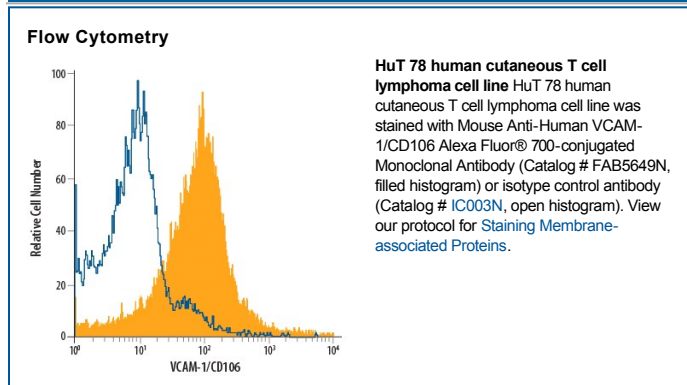 Flow Cytometry
100
80
60
40
20
0
Relative Cell Number
10⁰ 10¹ 10² 10³ 10⁴
VCAM-1/CD106
HuT 78 human cutaneous T cell
lymphoma cell line HuT 78 human
cutaneous T cell lymphoma cell line was
stained with Mouse Anti-Human VCAM-
1/CD106 Alexa Fluor® 700-conjugated
Monoclonal Antibody (Catalog # FAB5649N,
filled histogram) or isotype control antibody
(Catalog # IC003N, open histogram). View
our protocol for Staining Membrane-
associated Proteins.